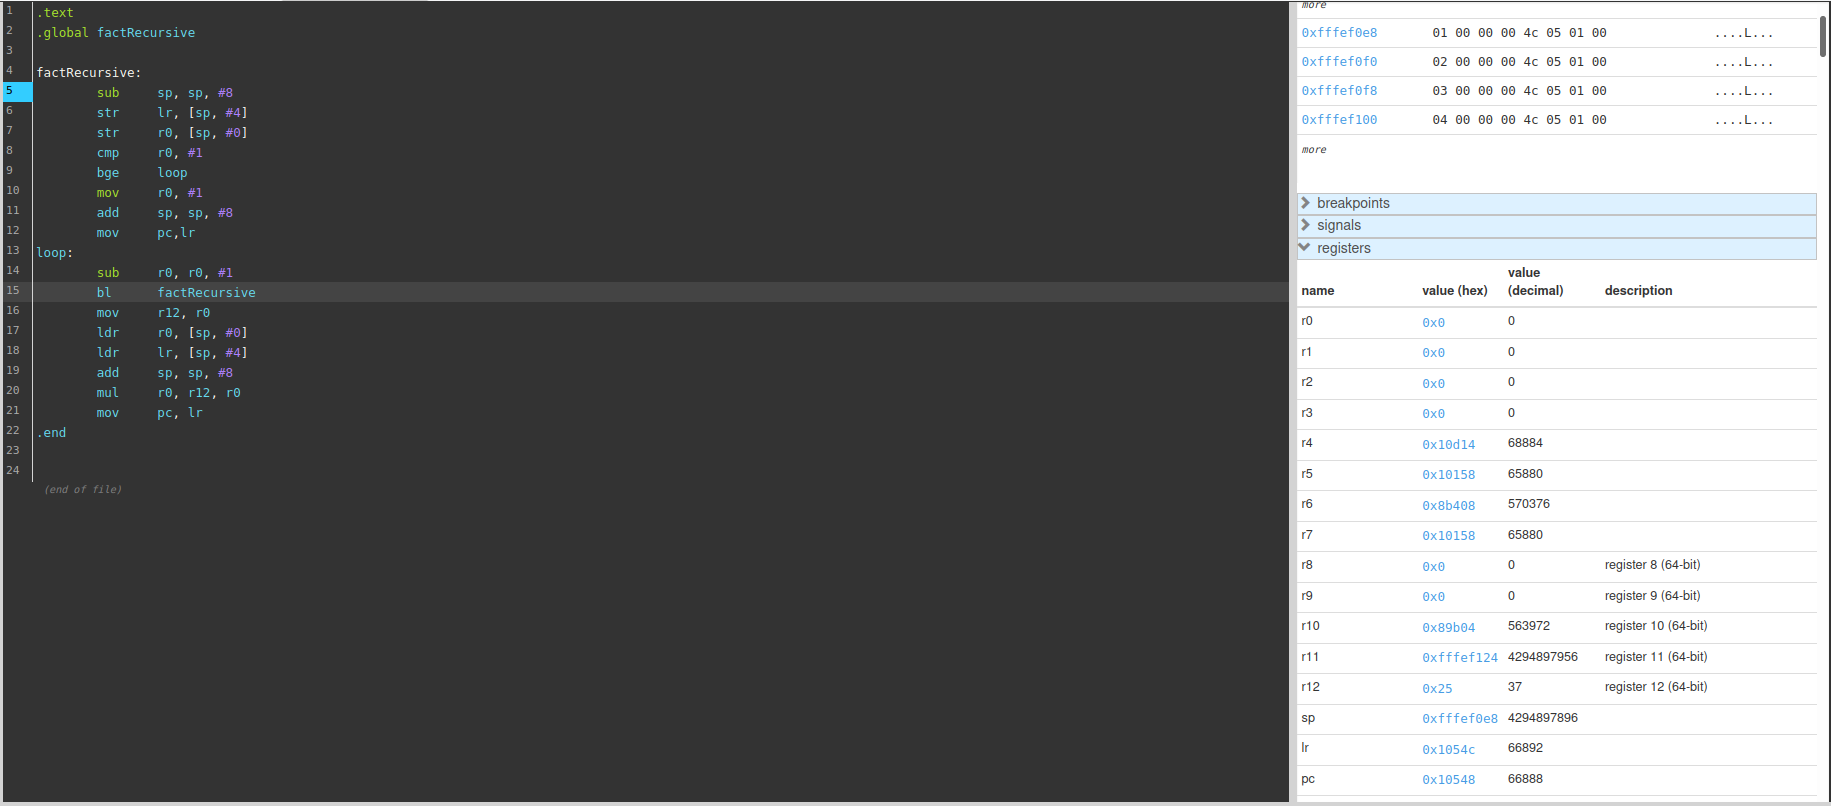 1 .text
2 .global factRecursive
3
4 factRecursive:
5 sub sp, sp, #8
6 str lr, [sp, #4]
7 str r0, [sp, #0]
8 cmp r0, #1
9 bge loop
10 mov r0, #1
11 add sp, sp, #8
12 mov pc,lr
13 loop:
14 sub r0, r0, #1
15 bl factRecursive
16 mov r12, r0
17 ldr r0, [sp, #0]
18 ldr lr, [sp, #4]
19 add sp, sp, #8
20 mul r0, r12, r0
21 mov pc, lr
22 .end
23
24
(end of file)
more
0xfffef0e8 01 00 00 00 4c 05 01 00 ....L...
0xfffef0f0 02 00 00 00 4c 05 01 00 ....L...
0xfffef0f8 03 00 00 00 4c 05 01 00 ....L...
0xfffef100 04 00 00 00 4c 05 01 00 ....L...
more
breakpoints
signals
registers
name value (hex) value (decimal) description
r0 0x0 0
r1 0x0 0
r2 0x0 0
r3 0x0 0
r4 0x10d14 68884
r5 0x10158 65880
r6 0x8b408 570376
r7 0x10158 65880
r8 0x0 0 register 8 (64-bit)
r9 0x0 0 register 9 (64-bit)
r10 0x89b04 563972 register 10 (64-bit)
r11 0xfffef124 4294897956 register 11 (64-bit)
r12 0x25 37 register 12 (64-bit)
sp 0xfffef0e8 4294897896
lr 0x1054c 66892
pc 0x10548 66888